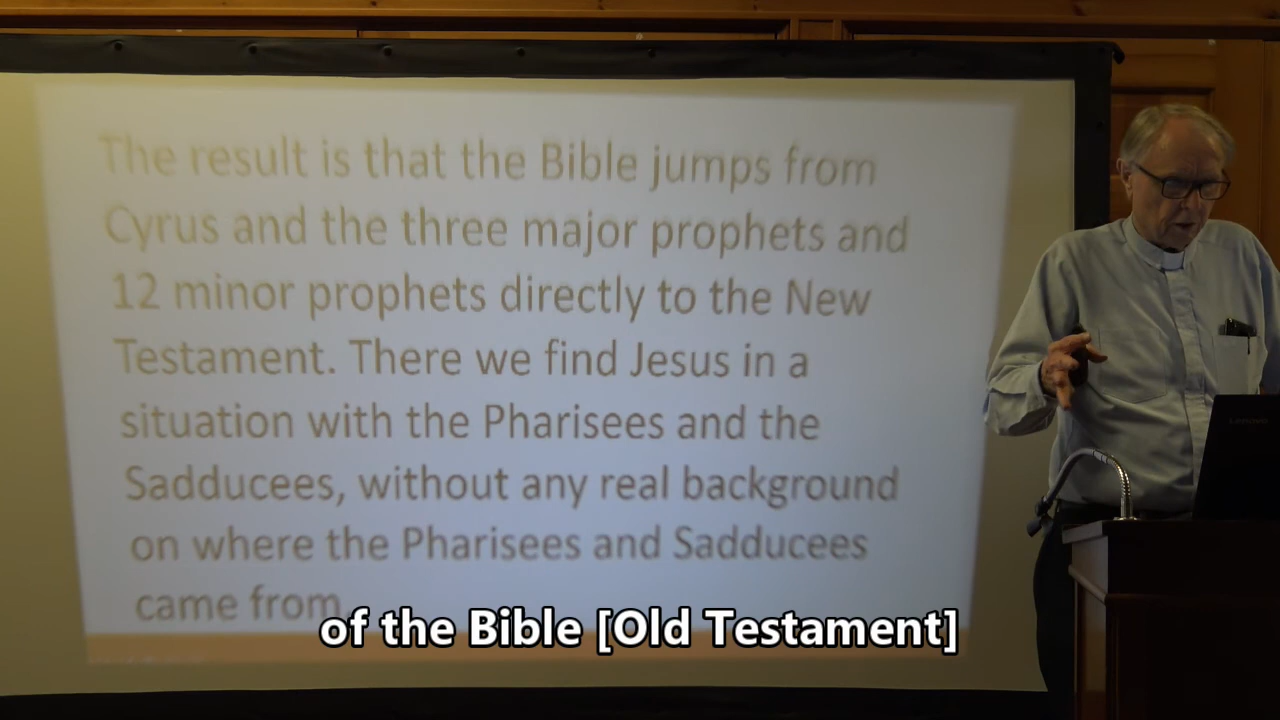 The result is that the Bible jumps from
Cyrus and the three major prophets and
12 minor prophets directly to the New
Testament. There we find Jesus in a
situation with the Pharisees and the
Sadducees, without any real background
on where the Pharisees and Sadducees
came from.
of the Bible [Old Testament]
Lenovo